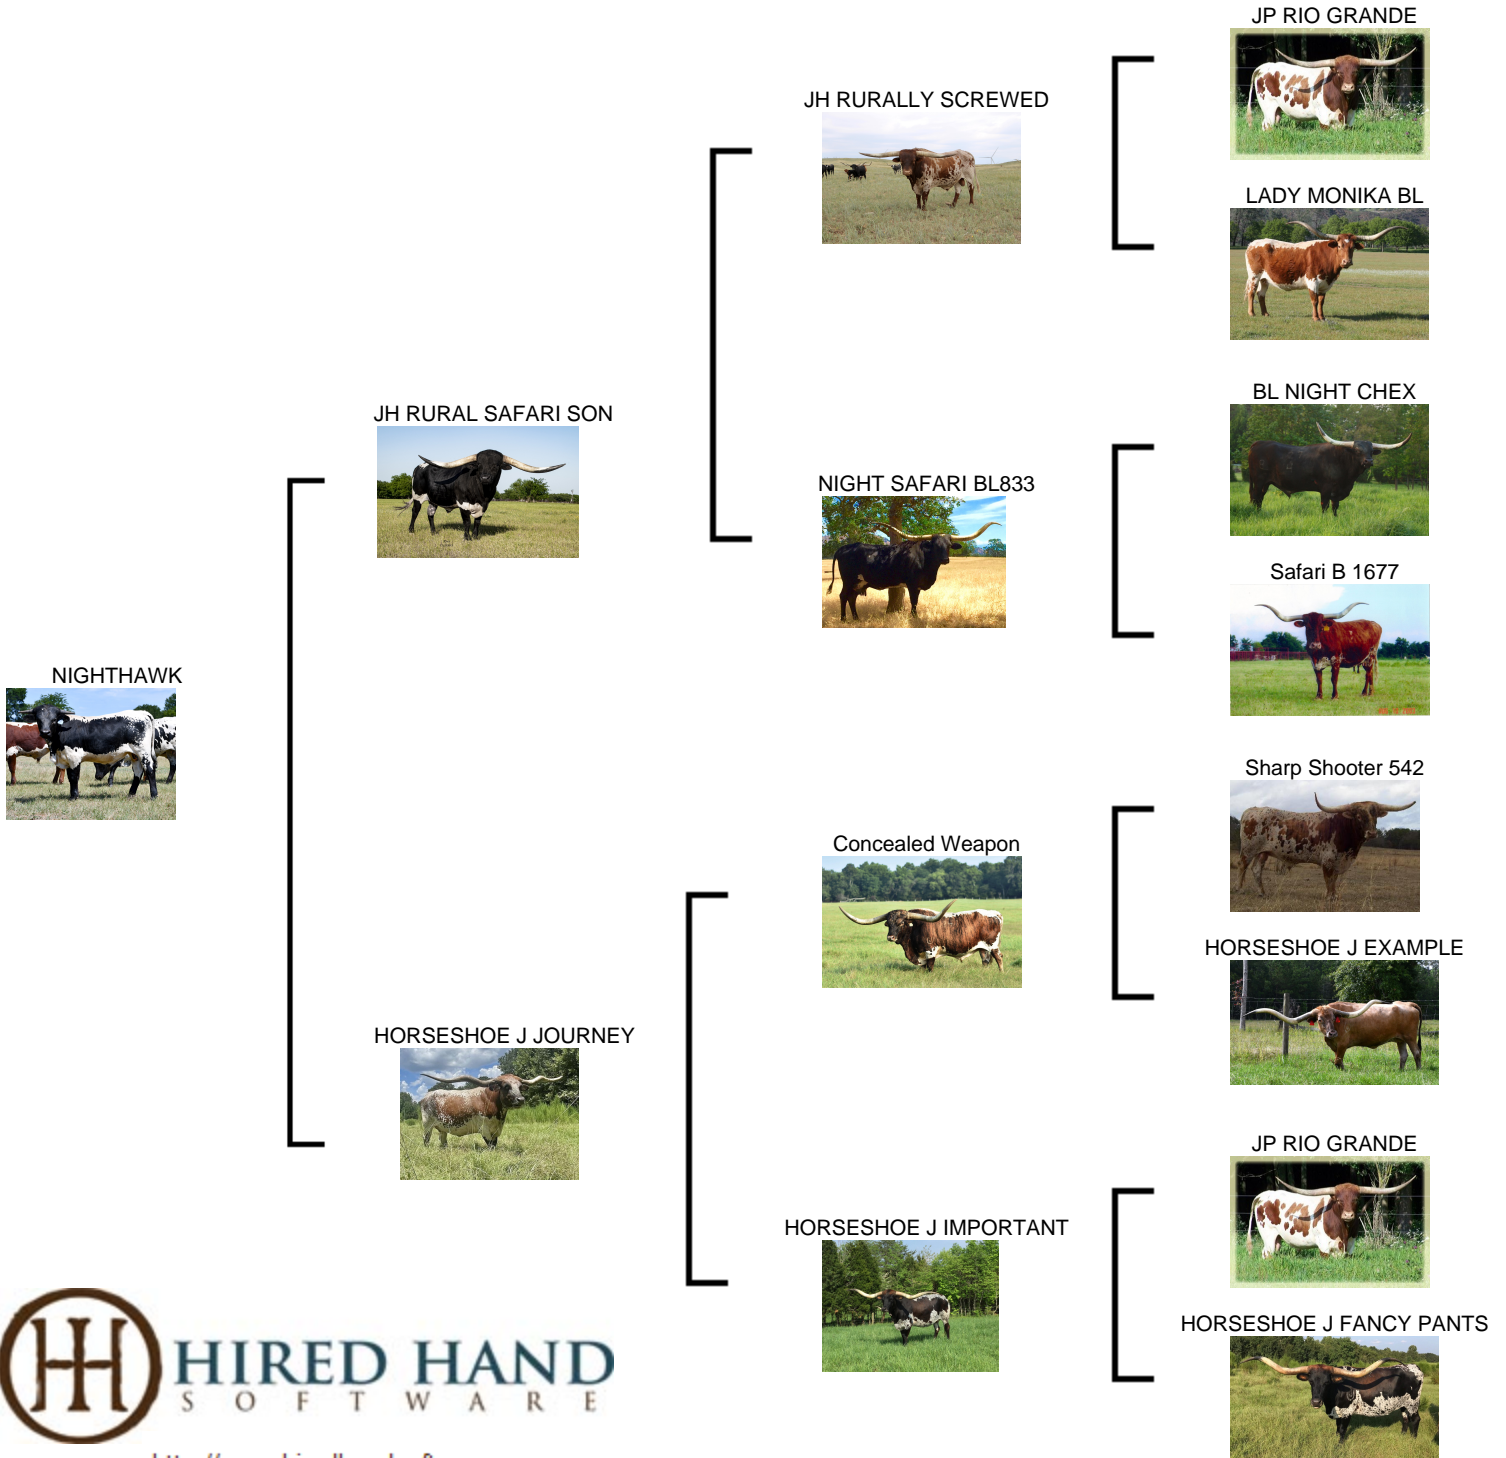 JP RIO GRANDE
JH RURALLY SCREWED
LADY MONIKA BL
BL NIGHT CHEX
JH RURAL SAFARI SON
NIGHT SAFARI BL833
Safari B 1677
NIGHTHAWK
Sharp Shooter 542
Concealed Weapon
HORSESHOE J EXAMPLE
HORSESHOE J JOURNEY
JP RIO GRANDE
HORSESHOE J IMPORTANT
HORSESHOE J FANCY PANTS
HIRED HAND
SOFTWARE